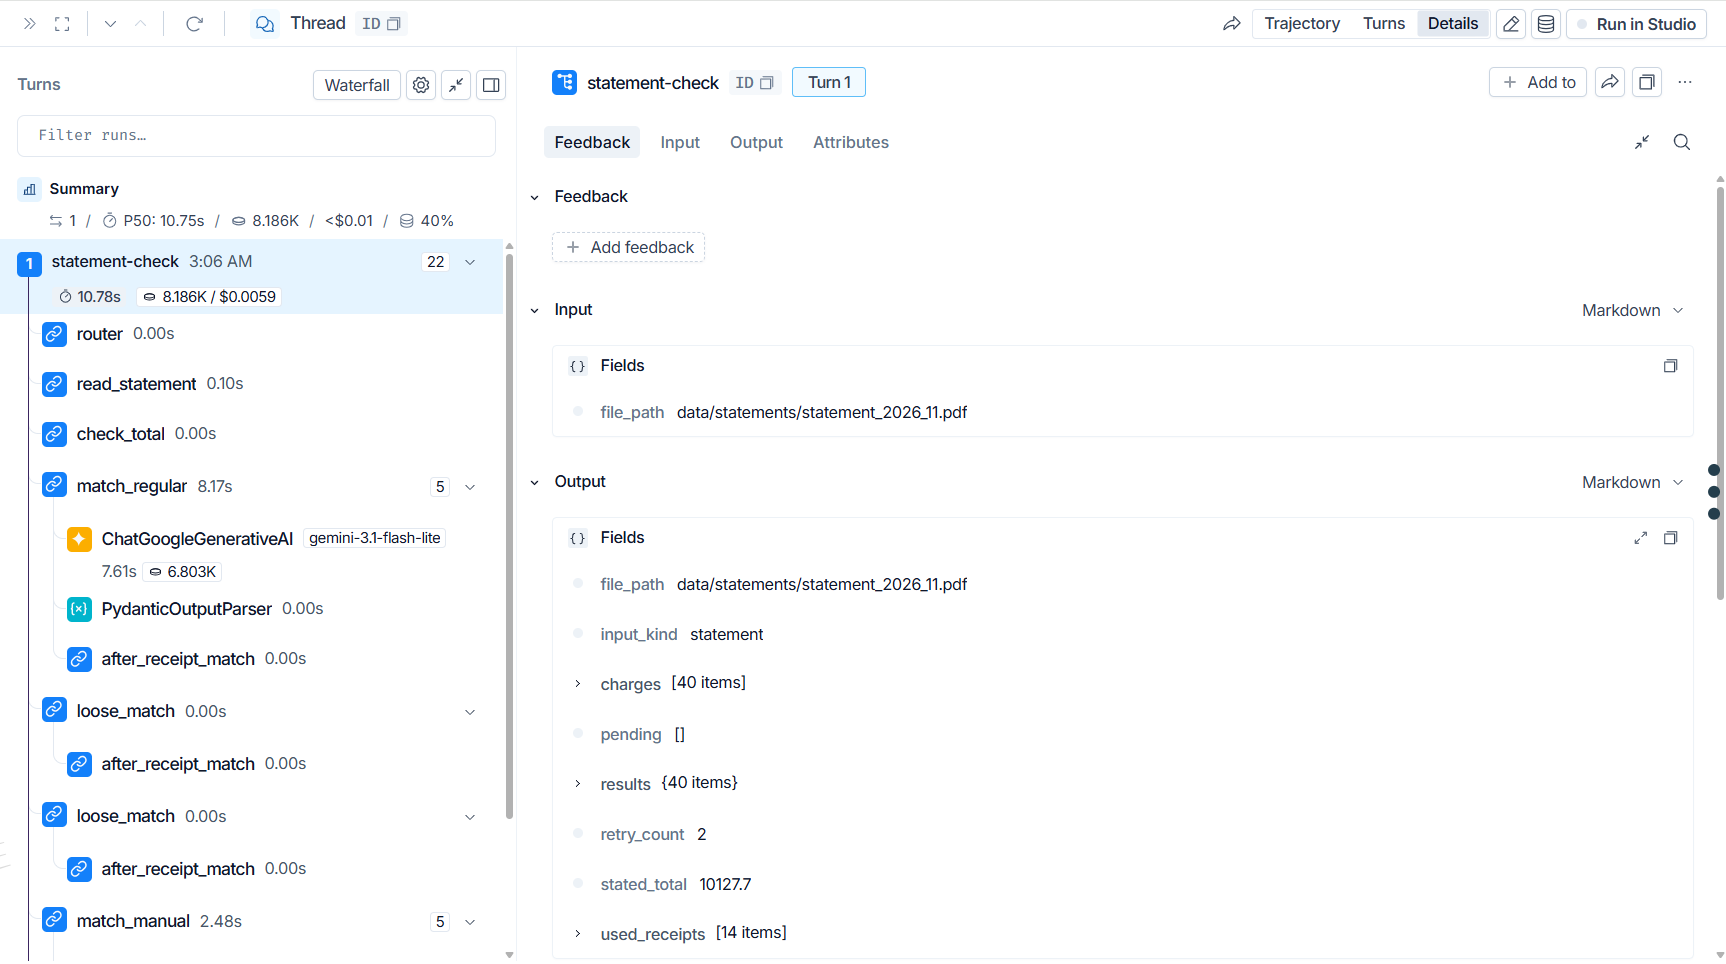 Thread ID
Trajectory Turns Details Run in Studio
Turns
Waterfall
Filter runs…
Summary
1 / P50: 10.75s / 8.186K / <$0.01 / 40%
1 statement-check 3:06 AM 22
10.78s 8.186K / $0.0059
router 0.00s
read_statement 0.10s
check_total 0.00s
match_regular 8.17s 5
ChatGoogleGenerativeAI gemini-3.1-flash-lite
7.61s 6.803K
PydanticOutputParser 0.00s
after_receipt_match 0.00s
loose_match 0.00s
after_receipt_match 0.00s
loose_match 0.00s
after_receipt_match 0.00s
match_manual 2.48s 5
statement-check ID Turn 1
+ Add to
Feedback Input Output Attributes
Feedback
+ Add feedback
Input Markdown
{} Fields
file_path data/statements/statement_2026_11.pdf
Output Markdown
{} Fields
file_path data/statements/statement_2026_11.pdf
input_kind statement
charges [40 items]
pending []
results {40 items}
retry_count 2
stated_total 10127.7
used_receipts [14 items]